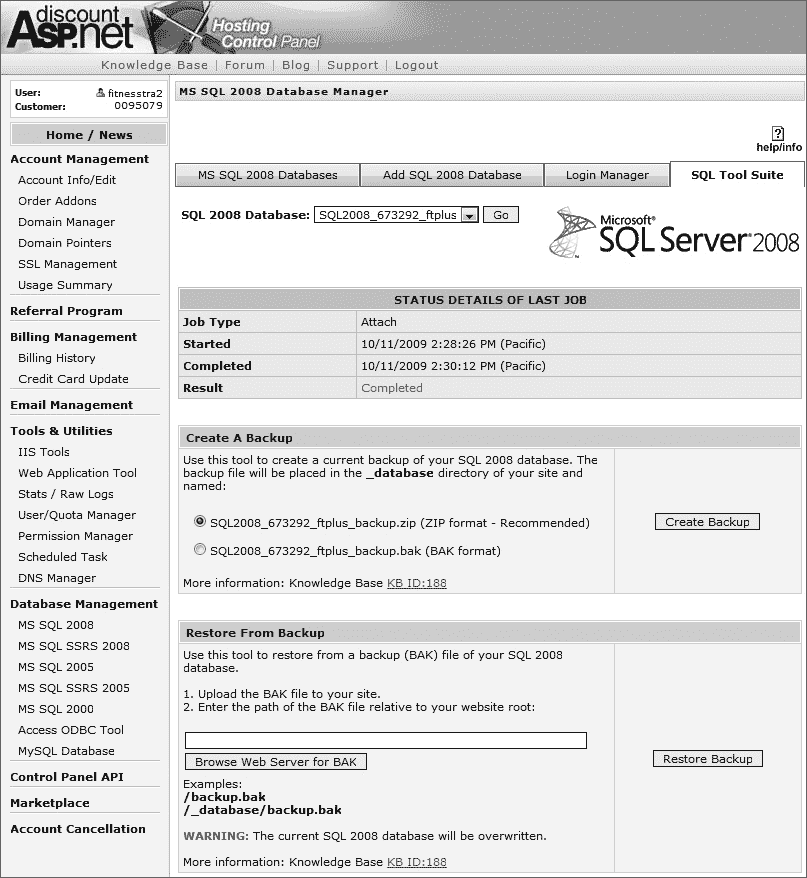 discount
ASP.net
Hosting
Control Panel
Knowledge Base | Forum | Blog | Support | Logout
User: fitnesstra2
Customer: 0095079
Home / News
Account Management
Account Info/Edit
Order Addons
Domain Manager
Domain Pointers
SSL Management
Usage Summary
Referral Program
Billing Management
Billing History
Credit Card Update
Email Management
Tools & Utilities
IIS Tools
Web Application Tool
Stats / Raw Logs
User/Quota Manager
Permission Manager
Scheduled Task
DNS Manager
Database Management
MS SQL 2008
MS SQL SSRS 2008
MS SQL 2005
MS SQL SSRS 2005
MS SQL 2000
Access ODBC Tool
MySQL Database
Control Panel API
Marketplace
Account Cancellation
MS SQL 2008 Database Manager
?
help/info
MS SQL 2008 Databases
Add SQL 2008 Database
Login Manager
SQL Tool Suite
SQL 2008 Database: SQL2008_673292_ftplus Go
Microsoft®
SQL Server®2008
STATUS DETAILS OF LAST JOB
Job Type Attach
Started 10/11/2009 2:28:26 PM (Pacific)
Completed 10/11/2009 2:30:12 PM (Pacific)
Result Completed
Create A Backup
Use this tool to create a current backup of your SQL 2008 database. The
backup file will be placed in the _database directory of your site and
named:
SQL2008_673292_ftplus_backup.zip (ZIP format - Recommended)
SQL2008_673292_ftplus_backup.bak (BAK format)
More information: Knowledge Base KB ID:188
Create Backup
Restore From Backup
Use this tool to restore from a backup (BAK) file of your SQL 2008
database.
1. Upload the BAK file to your site.
2. Enter the path of the BAK file relative to your website root:
Browse Web Server for BAK
Examples:
/backup.bak
/_database/backup.bak
WARNING: The current SQL 2008 database will be overwritten.
More information: Knowledge Base KB ID:188
Restore Backup